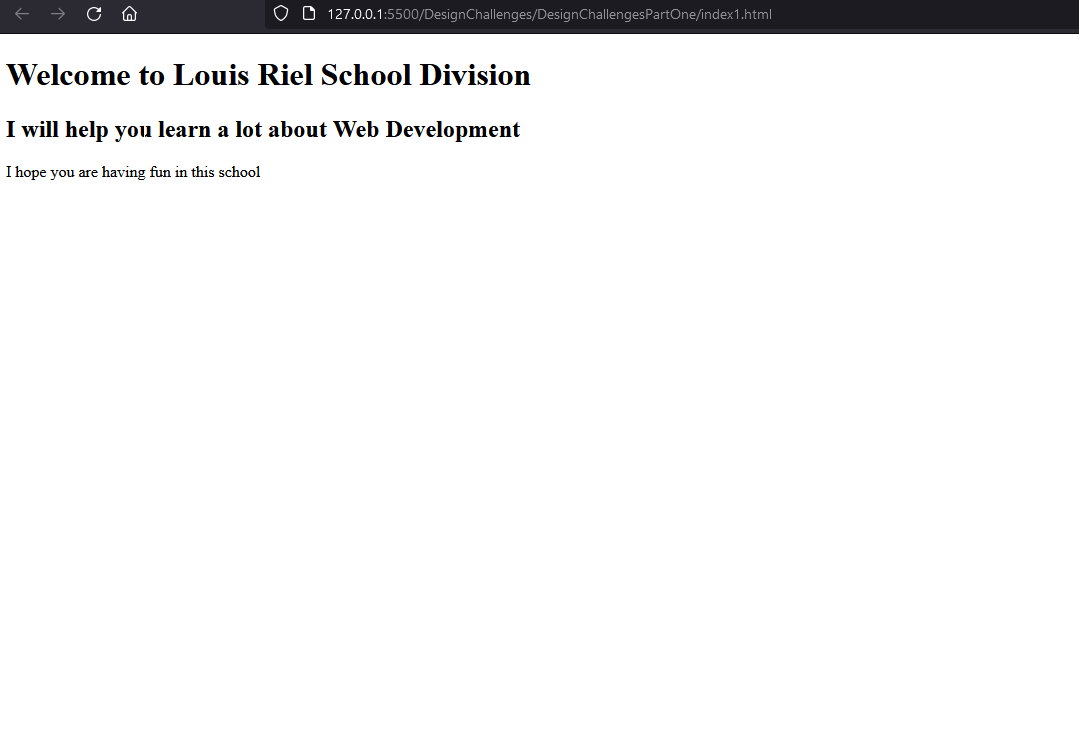 127.0.0.1:5500/DesignChallenges/DesignChallengesPartOne/index1.html
Welcome to Louis Riel School Division
I will help you learn a lot about Web Development
I hope you are having fun in this school